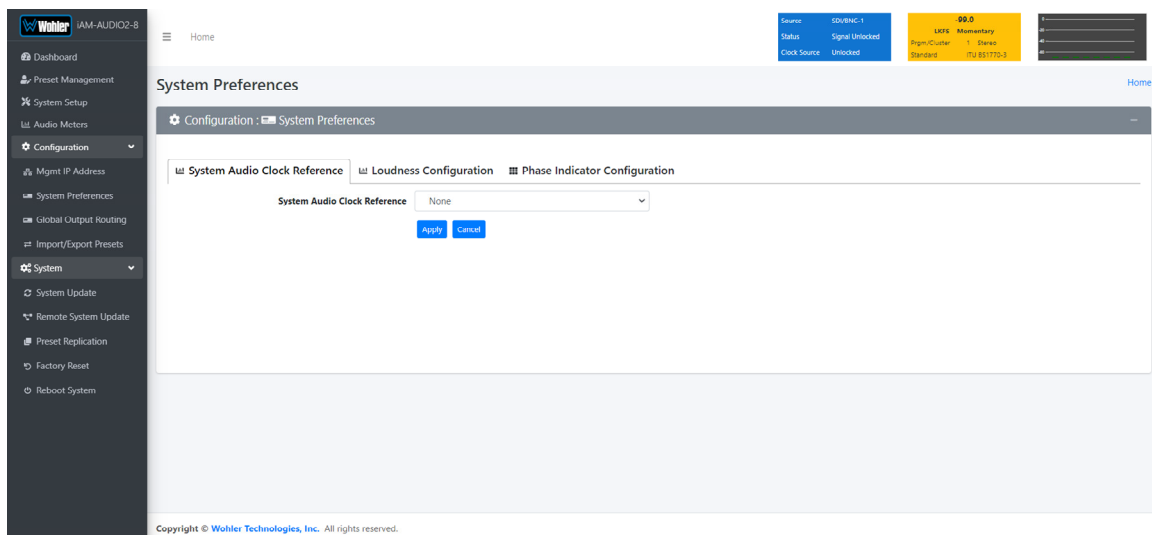 Wohler iAM-AUDIO2-8
Dashboard
Preset Management
System Setup
Audio Meters
Configuration
Mgmt IP Address
System Preferences
Global Output Routing
Import/Export Presets
System
System Update
Remote System Update
Preset Replication
Factory Reset
Reboot System
Home
Source SDI/BNC-1
Status Signal Unlocked
Clock Source Unlocked
-99.0
LKFS Momentary
Prgm/Cluster 1 Stereo
Standard ITU BS1770-3
System Preferences
Home
Configuration : System Preferences
System Audio Clock Reference Loudness Configuration Phase Indicator Configuration
System Audio Clock Reference None
Apply Cancel
Copyright © Wohler Technologies, Inc. All rights reserved.